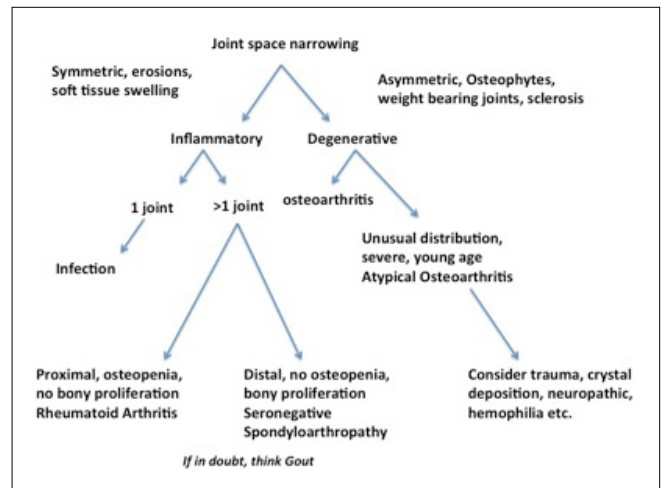 Joint space narrowing
Symmetric, erosions,
soft tissue swelling
Asymmetric, Osteophytes,
weight bearing joints, sclerosis
Inflammatory
Degenerative
1 joint
>1 joint
osteoarthritis
Infection
Unusual distribution,
severe, young age
Atypical Osteoarthritis
Proximal, osteopenia,
no bony proliferation
Rheumatoid Arthritis
Distal, no osteopenia,
bony proliferation
Seronegative
Spondyloarthropathy
Consider trauma, crystal
deposition, neuropathic,
hemophilia etc.
If in doubt, think Gout